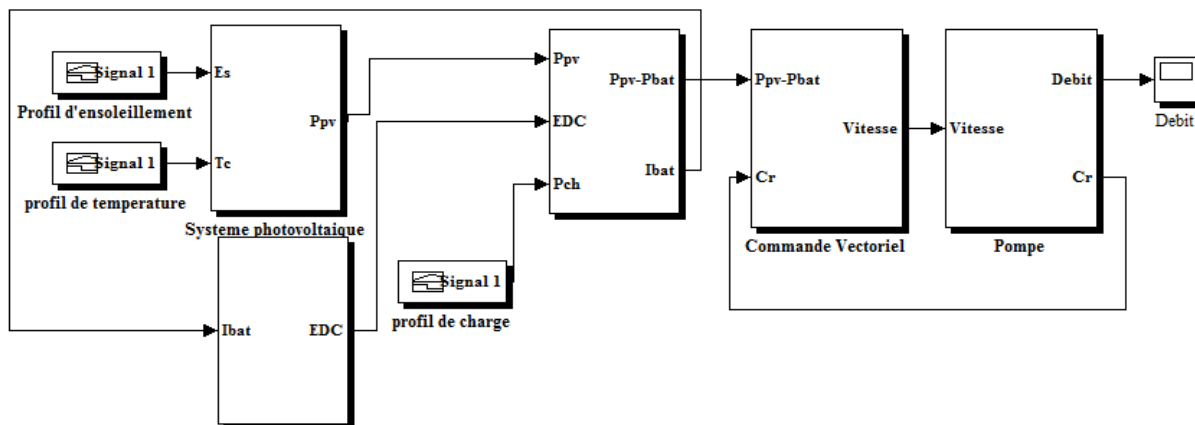 Signal 1
Profil d'ensoleillement
Signal 1
profil de temperature
Es
Tc
Ppv
Systeme photovoltaique
Ibat
EDC
Signal 1
profil de charge
Ppv
EDC
Pch
Ppv-Pbat
Ibat
Ppv-Pbat
Cr
Vitesse
Commande Vectoriel
Vitesse
Debit
Cr
Pompe
Debit